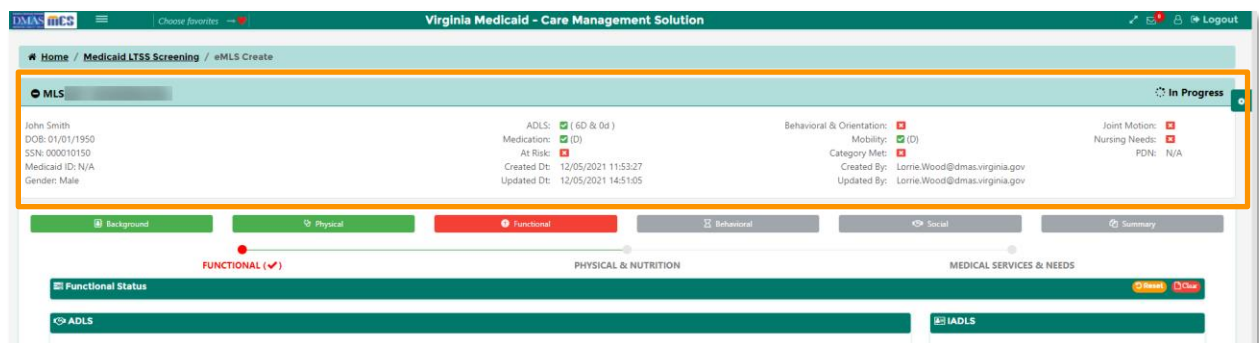 DMAS mCS Choose favorites → Virginia Medicaid - Care Management Solution 0 Logout
Home / Medicaid LTSS Screening / eMLS Create
MLS In Progress
John Smith ADLS: ( 6D & 0d ) Behavioral & Orientation: Joint Motion:
DOB: 01/01/1950 Medication: (D) Mobility: (D) Nursing Needs:
SSN: 000010150 At Risk: Category Met: PDN: N/A
Medicaid ID: N/A Created Dt: 12/05/2021 11:53:27 Created By: Lorrie.Wood@dmas.virginia.gov
Gender: Male Updated Dt: 12/05/2021 14:51:05 Updated By: Lorrie.Wood@dmas.virginia.gov
Background Physical Functional Behavioral Social Summary
FUNCTIONAL (✔) PHYSICAL & NUTRITION MEDICAL SERVICES & NEEDS
Functional Status Reset Clear
ADLS IADLS